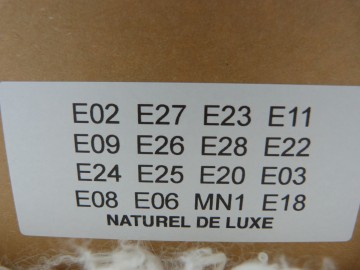 E02 E27 E23 E11
E09 E26 E28 E22
E24 E25 E20 E03
E08 E06 MN1 E18
NATUREL DE LUXE